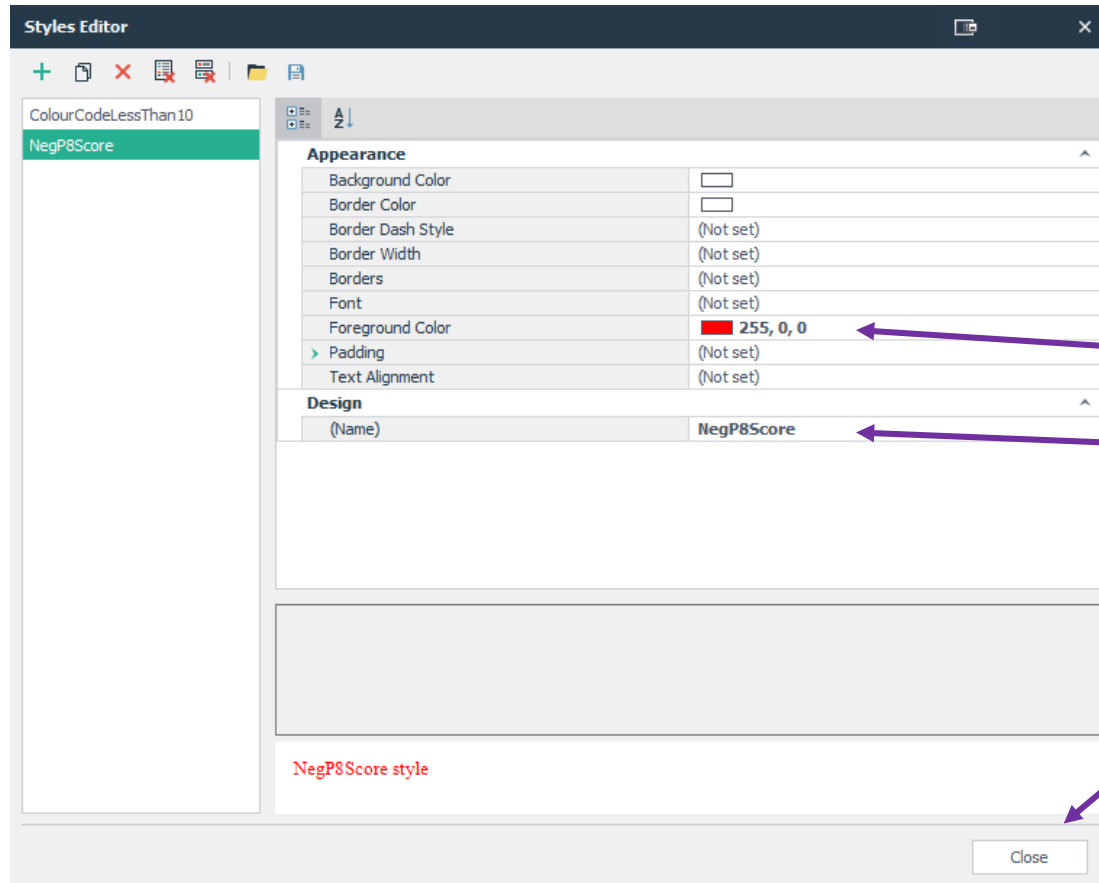 Styles Editor
ColourCodeLessThan10
NegP8Score
A
Z
Appearance
Background Color
Border Color
Border Dash Style (Not set)
Border Width (Not set)
Borders (Not set)
Font (Not set)
Foreground Color 255, 0, 0
Padding (Not set)
Text Alignment (Not set)
Design
(Name) NegP8Score
NegP8Score style
Close